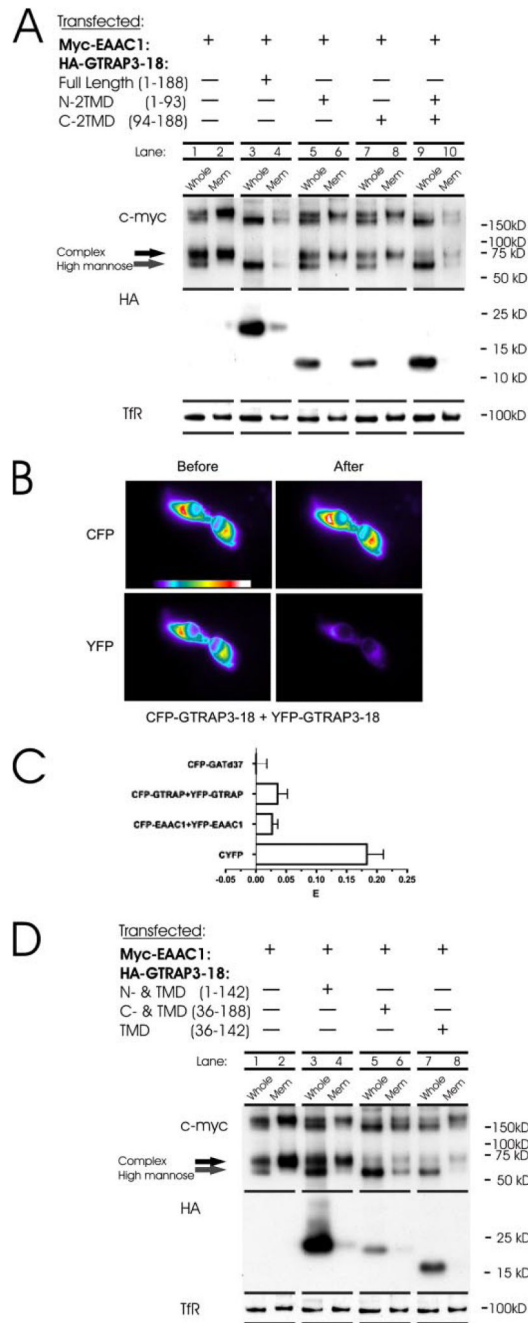 A
Transfected:
Myc-EAAC1: + + + + +
HA-GTRAP3-18:
Full Length (1-188) — + — — —
N-2TMD (1-93) — — + — +
C-2TMD (94-188) — — — + +
Lane: 1 2 3 4 5 6 7 8 9 10
Whole Mem Whole Mem Whole Mem Whole Mem Whole Mem
c-myc
- 150kD
- 100kD
Complex - 75 kD
High mannose
- 50 kD
HA
- 25 kD
- 15 kD
- 10 kD
TfR - 100kD
B
Before After
CFP
YFP
CFP-GTRAP3-18 + YFP-GTRAP3-18
C
CFP-GATd37
CFP-GTRAP+YFP-GTRAP
CFP-EAAC1+YFP-EAAC1
CYFP
-0.05 0.00 0.05 0.10 0.15 0.20 0.25
E
D
Transfected:
Myc-EAAC1: + + + +
HA-GTRAP3-18:
N- & TMD (1-142) — + — —
C- & TMD (36-188) — — + —
TMD (36-142) — — — +
Lane: 1 2 3 4 5 6 7 8
Whole Mem Whole Mem Whole Mem Whole Mem
c-myc
- 150kD
- 100kD
Complex - 75 kD
High mannose
- 50 kD
HA
- 25 kD
- 15 kD
TfR - 100kD